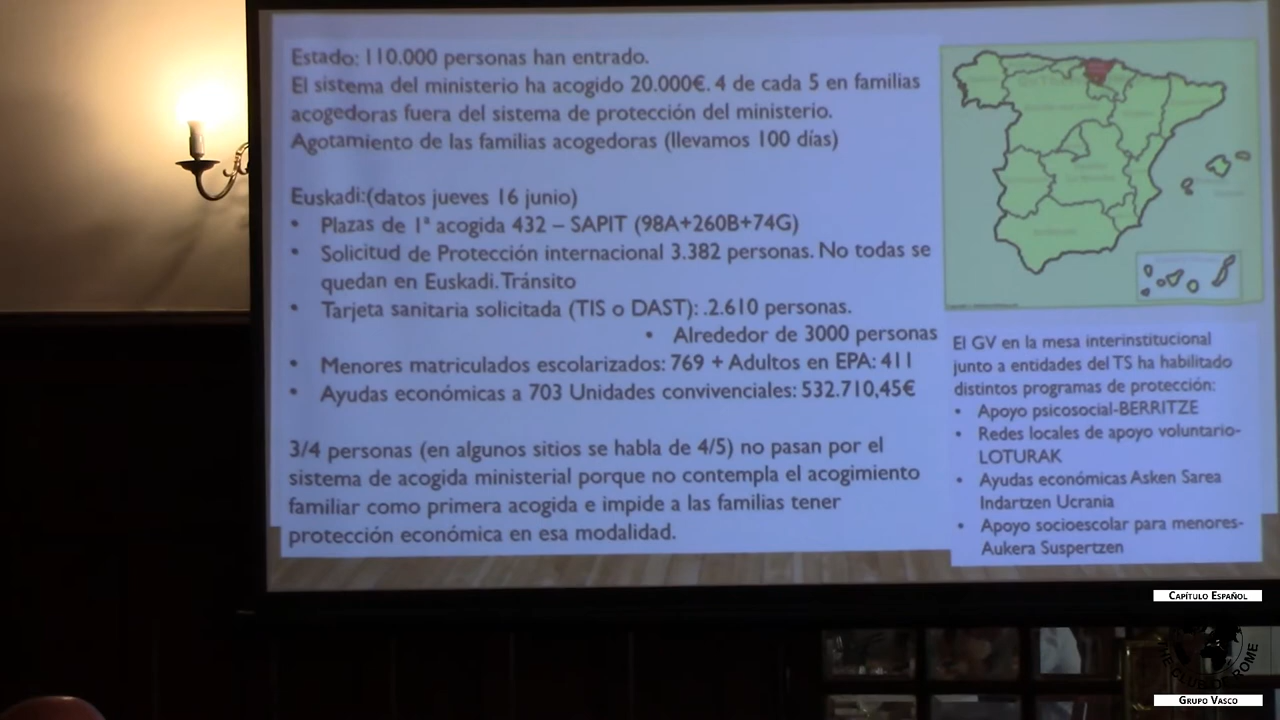 Estado: 110.000 personas han entrado.
El sistema del ministerio ha acogido 20.000€. 4 de cada 5 en familias
acogedoras fuera del sistema de protección del ministerio.
Agotamiento de las familias acogedoras (llevamos 100 días)
Euskadi:(datos jueves 16 junio)
• Plazas de 1ª acogida 432 – SAPIT (98A+260B+74G)
• Solicitud de Protección internacional 3.382 personas. No todas se
quedan en Euskadi. Tránsito
• Tarjeta sanitaria solicitada (TIS o DAST): .2.610 personas.
• Alrededor de 3000 personas
• Menores matriculados escolarizados: 769 + Adultos en EPA: 411
• Ayudas económicas a 703 Unidades convivenciales: 532.710,45€
3/4 personas (en algunos sitios se habla de 4/5) no pasan por el
sistema de acogida ministerial porque no contempla el acogimiento
familiar como primera acogida e impide a las familias tener
protección económica en esa modalidad.
El GV en la mesa interinstitucional
junto a entidades del TS ha habilitado
distintos programas de protección:
• Apoyo psicosocial-BERRITZE
• Redes locales de apoyo voluntario-
LOTURAK
• Ayudas económicas Asken Sarea
Indartzen Ucrania
• Apoyo socioescolar para menores-
Aukera Suspertzen
Capítulo Español
THE CLUB OF ROME
Grupo Vasco